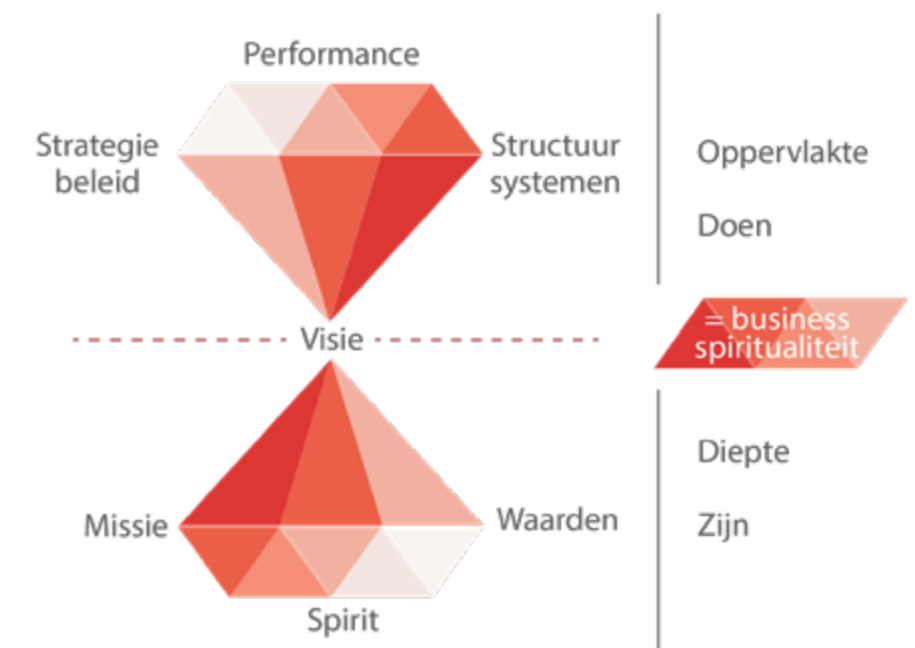 Performance
Strategie
beleid
Structuur
systemen
Oppervlakte
Doen
Visie
= business
spiritualiteit
Diepte
Missie
Waarden
Zijn
Spirit